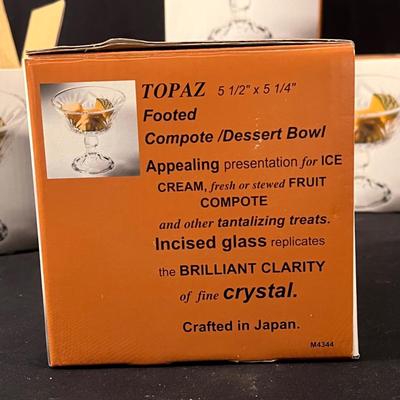 TOPAZ 5 1/2" x 5 1/4"
Footed
Compote /Dessert Bowl
Appealing presentation for ICE
CREAM, fresh or stewed FRUIT
COMPOTE
and other tantalizing treats.
Incised glass replicates
the BRILLIANT CLARITY
of fine crystal.
Crafted in Japan.
M4344